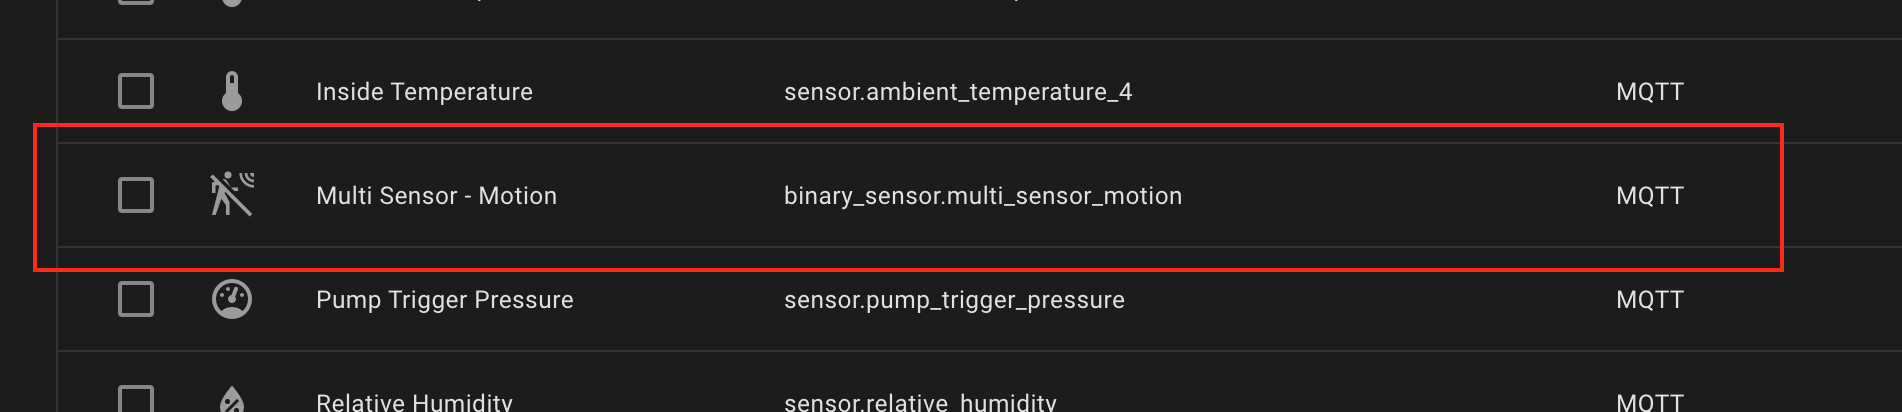 Inside Temperature sensor.ambient_temperature_4 MQTT
Multi Sensor - Motion binary_sensor.multi_sensor_motion MQTT
Pump Trigger Pressure sensor.pump_trigger_pressure MQTT
Relative Humidity sensor.relative_humidity MQTT